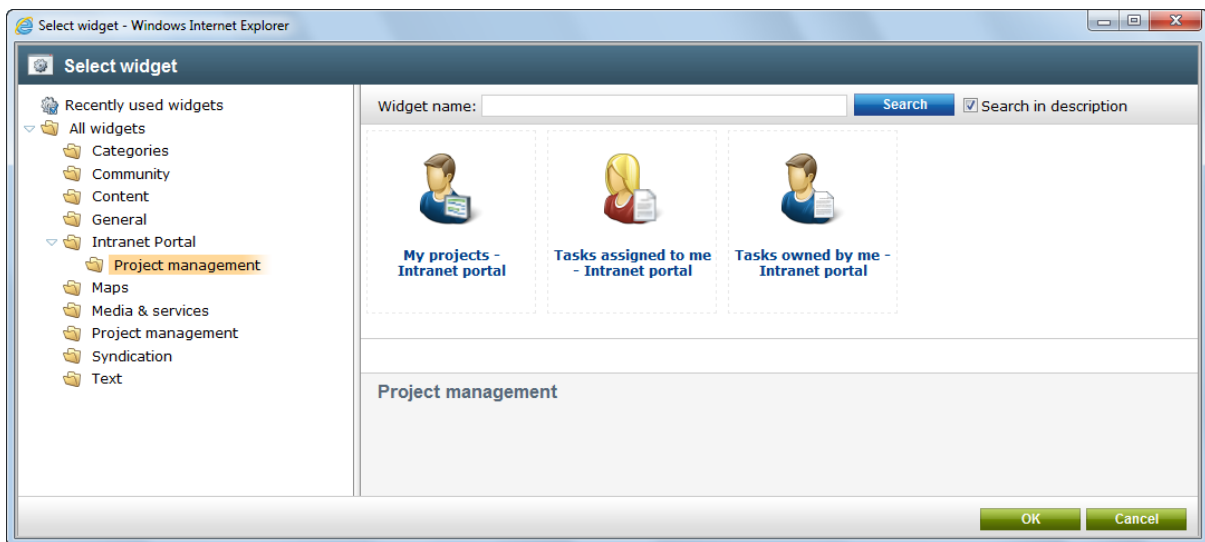 Select widget - Windows Internet Explorer
Select widget
Recently used widgets
All widgets
Categories
Community
Content
General
Intranet Portal
Project management
Maps
Media & services
Project management
Syndication
Text
Widget name:
Search
Search in description
My projects -
Intranet portal
Tasks assigned to me
- Intranet portal
Tasks owned by me -
Intranet portal
Project management
OK
Cancel